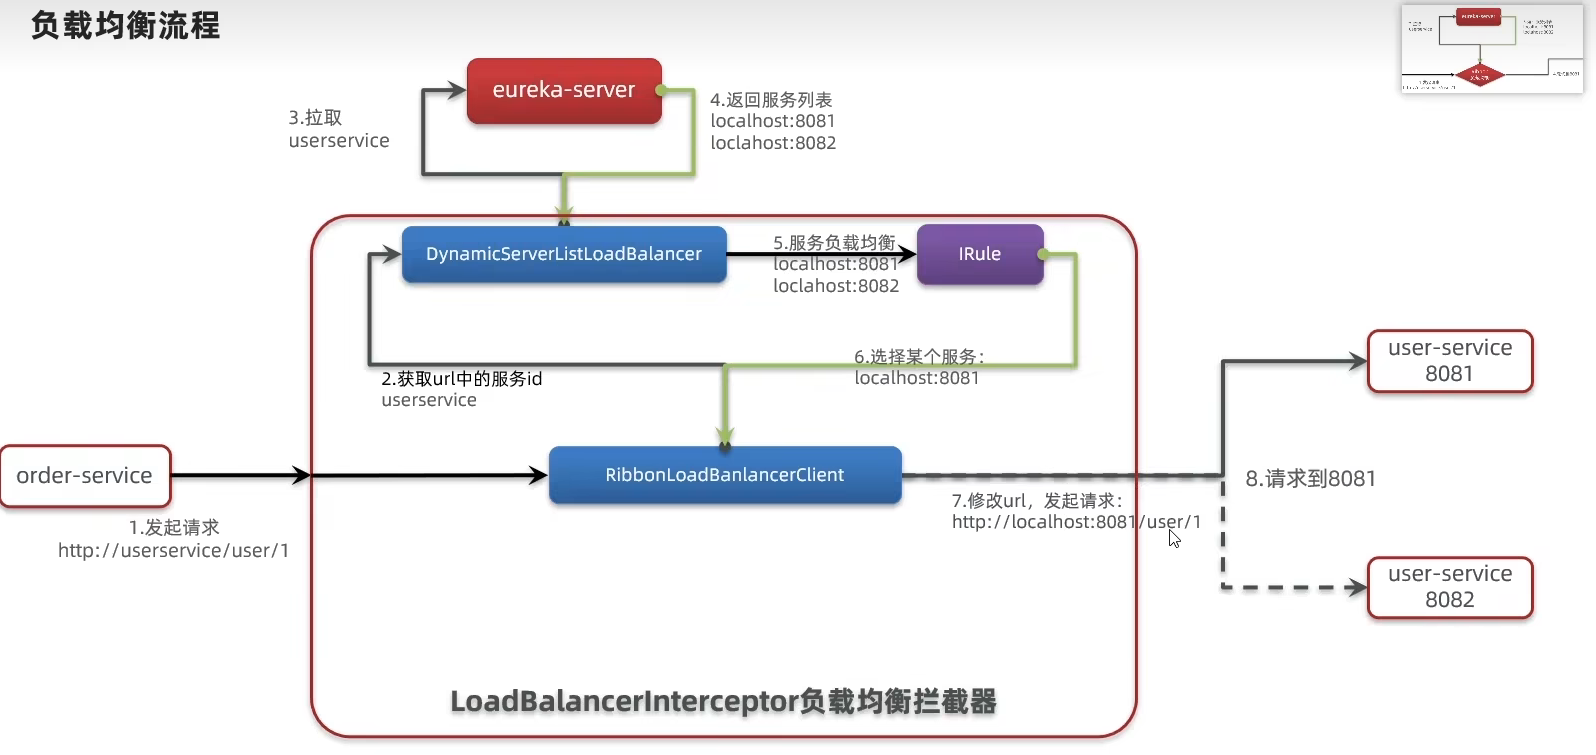 负载均衡流程
eureka-server
3.拉取
userservice
4.返回服务列表
localhost:8081
loclahost:8082
DynamicServerListLoadBalancer
5.服务负载均衡
localhost:8081
loclahost:8082
IRule
2.获取url中的服务id
userservice
6.选择某个服务：
localhost:8081
order-service
1.发起请求
http://userservice/user/1
RibbonLoadBanlancerClient
7.修改url，发起请求：
http://localhost:8081/user/1
8.请求到8081
user-service
8081
user-service
8082
LoadBalancerInterceptor负载均衡拦截器
eureka-server
userservice